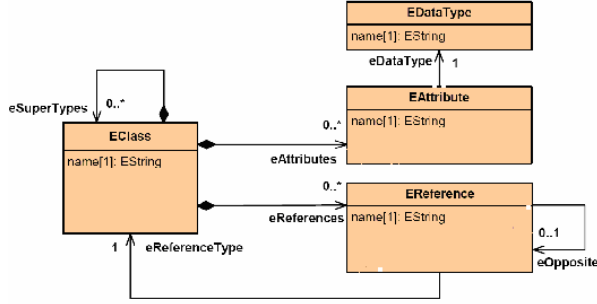 EDataType
name[1]: EString
eDataType 1
eSuperTypes 0..*
EAttribute
name[1]: EString
0..*
EClass
name[1]: EString
eAttributes
0..*
EReference
eReferences
name[1]: EString
0..1
1 eReferenceType
eOpposite